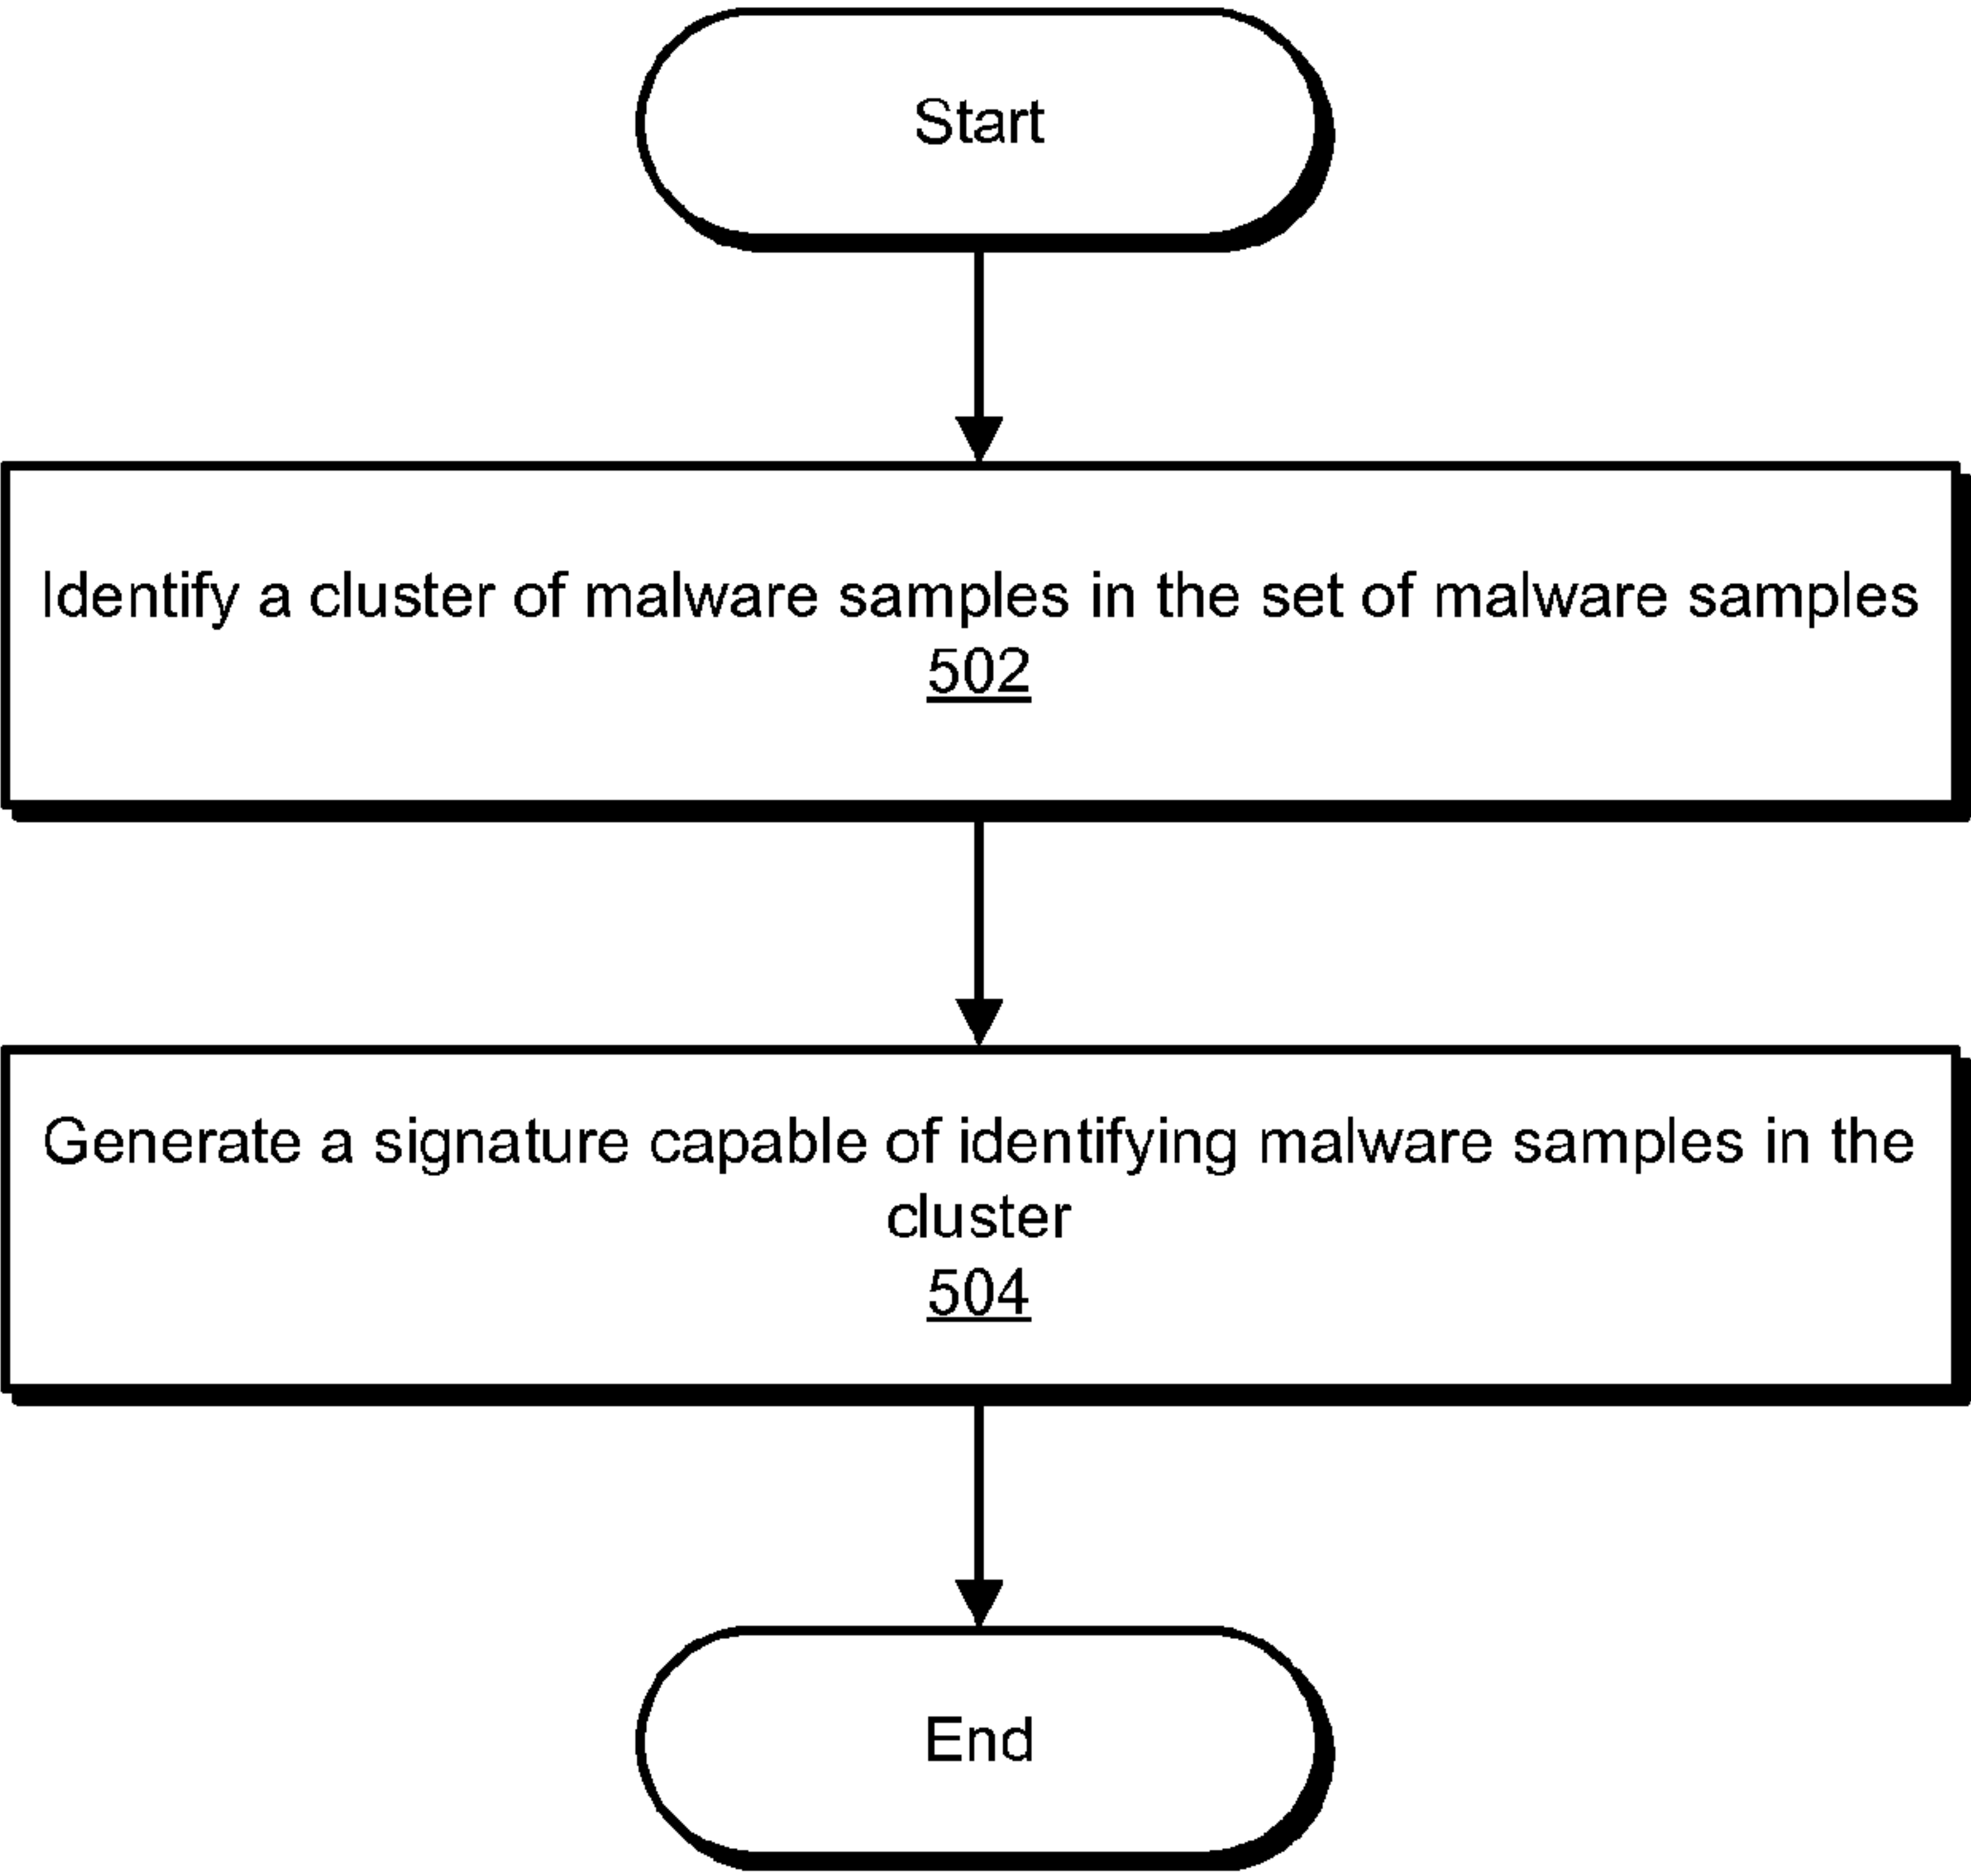 Start
Identify a cluster of malware samples in the set of malware samples
502
Generate a signature capable of identifying malware samples in the
cluster
504
End